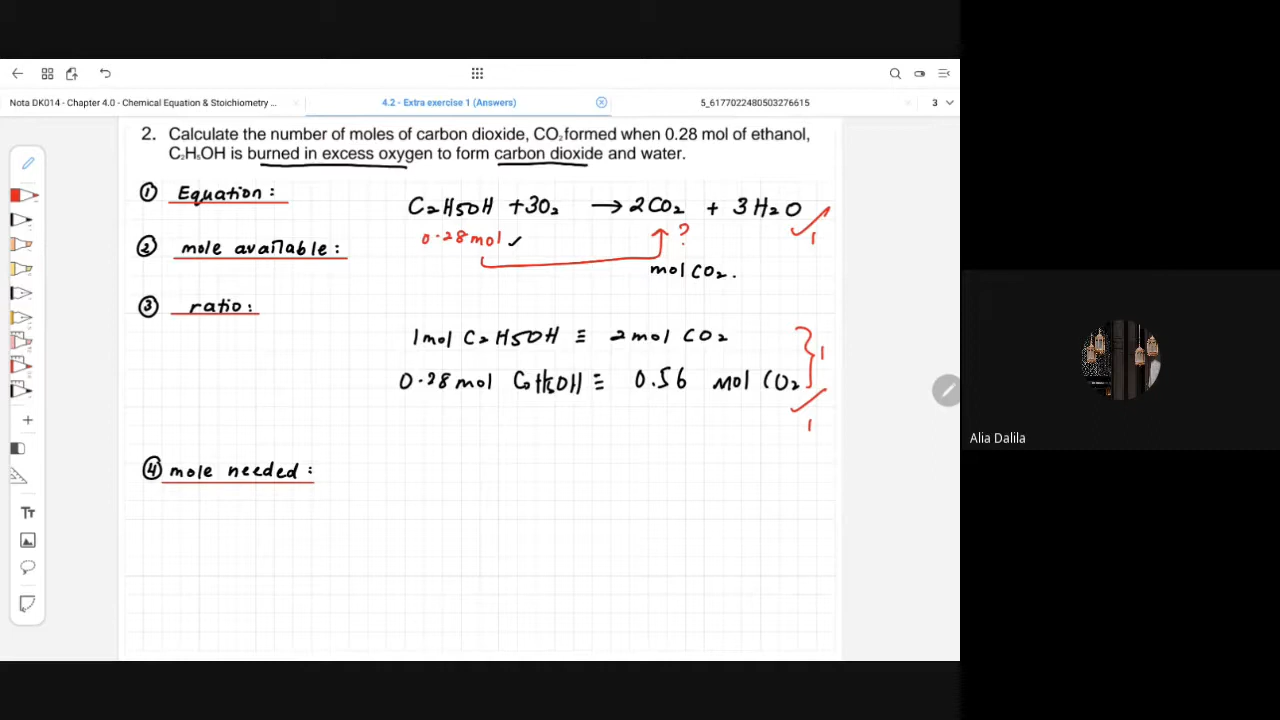 Nota DK014 - Chapter 4.0 - Chemical Equation & Stoichiometry ...
4.2 - Extra exercise 1 (Answers)
5_6177022480503276615
3
2. Calculate the number of moles of carbon dioxide, CO₂ formed when 0.28 mol of ethanol,
C₂H₅OH is burned in excess oxygen to form carbon dioxide and water.
① Equation :
C₂H5OH + 3O₂ → 2CO₂ + 3H₂O
1
② mole available :
0.28 mol ✓
?
mol CO₂.
③ ratio :
1 mol C₂H5OH ≡ 2 mol CO₂
1
0.28 mol C₂H5OH ≡ 0.56 mol CO₂
1
④ mole needed :
Tт
Alia Dalila